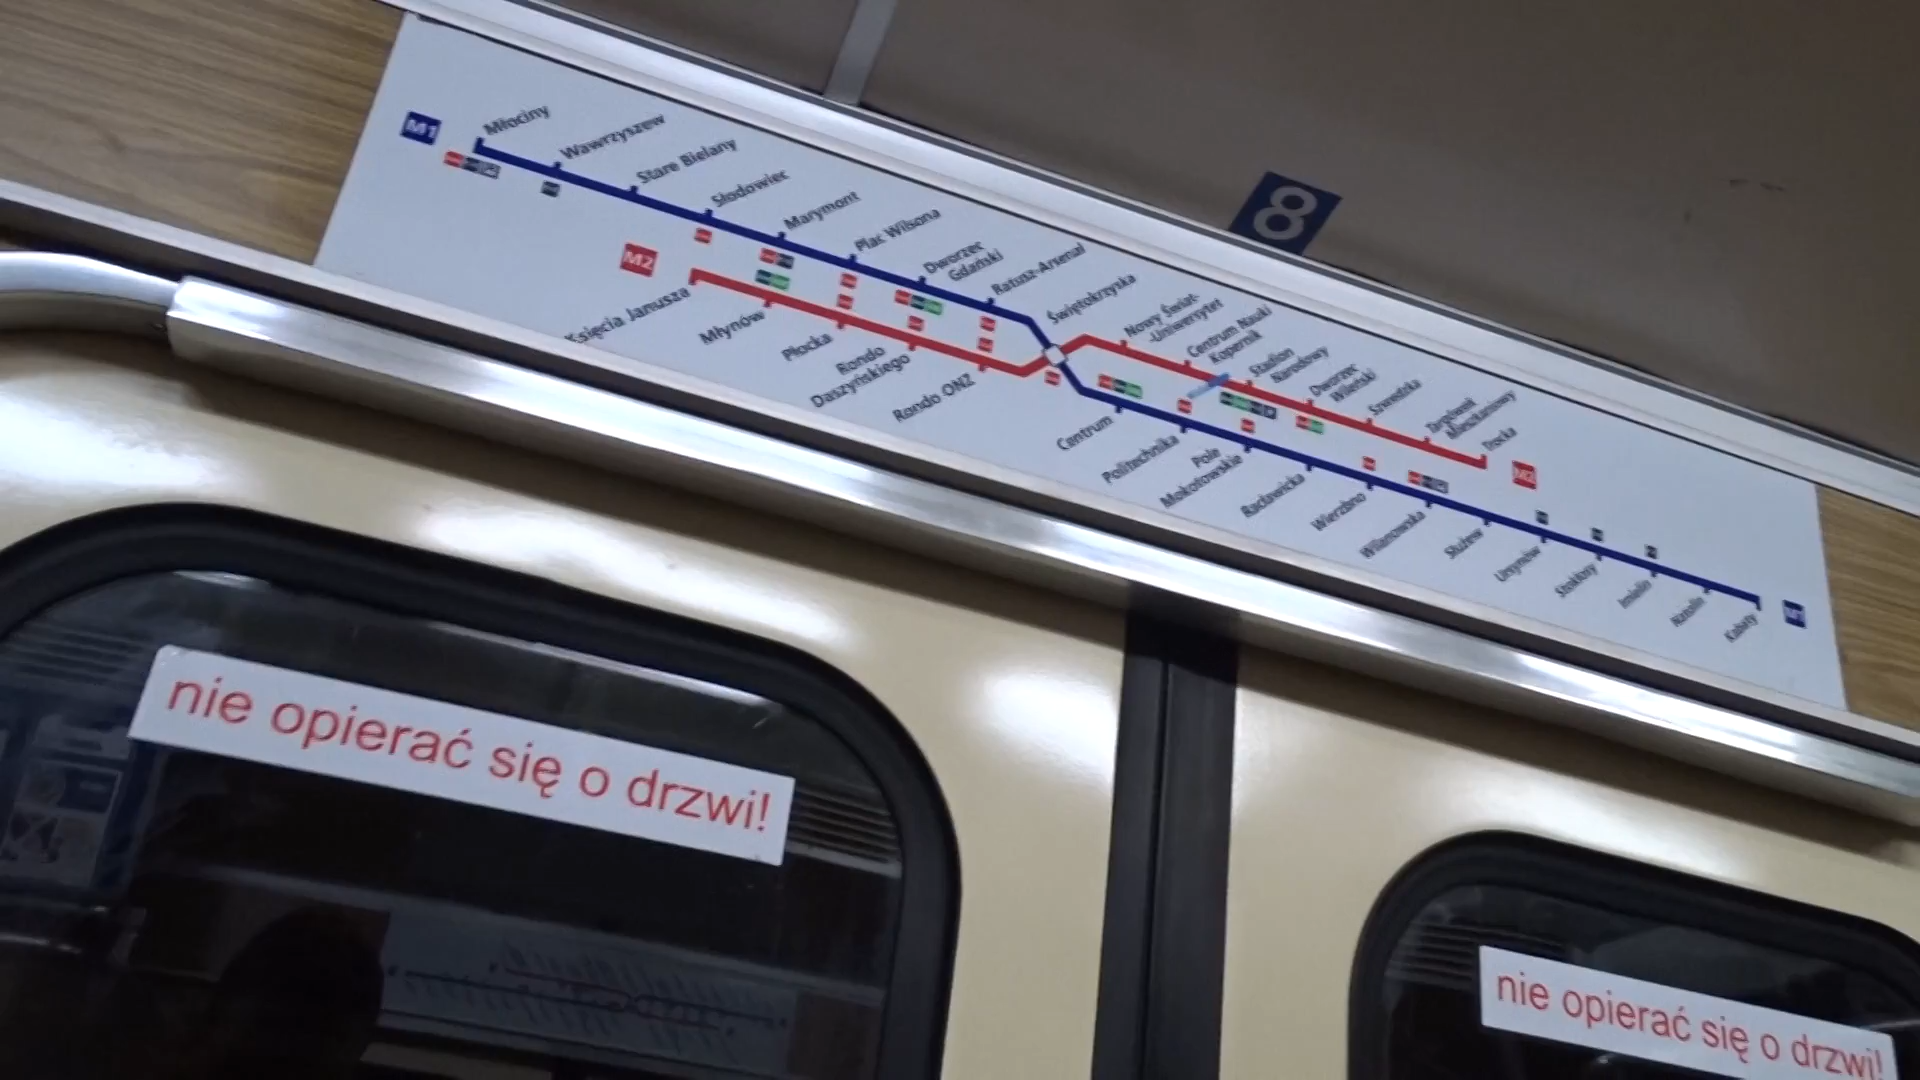 8
M1
Młociny
Wawrzyszew
Stare Bielany
Słodowiec
Marymont
Plac Wilsona
Dworzec
Gdański
Ratusz-Arsenał
Świętokrzyska
Nowy Świat-
-Uniwersytet
Centrum Nauki
Kopernik
Stadion
Narodowy
Dworzec
Wileński
Szwedzka
Targówek
Mieszkaniowy
Trocka
M2
M2
Księcia Janusza
Młynów
Płocka
Rondo
Daszyńskiego
Rondo ONZ
Centrum
Politechnika
Pole
Mokotowskie
Racławicka
Wierzbno
Wilanowska
Służew
Ursynów
Stokłosy
Imielin
Natolin
Kabaty
M1
nie opierać się o drzwi!
nie opierać się o drzwi!